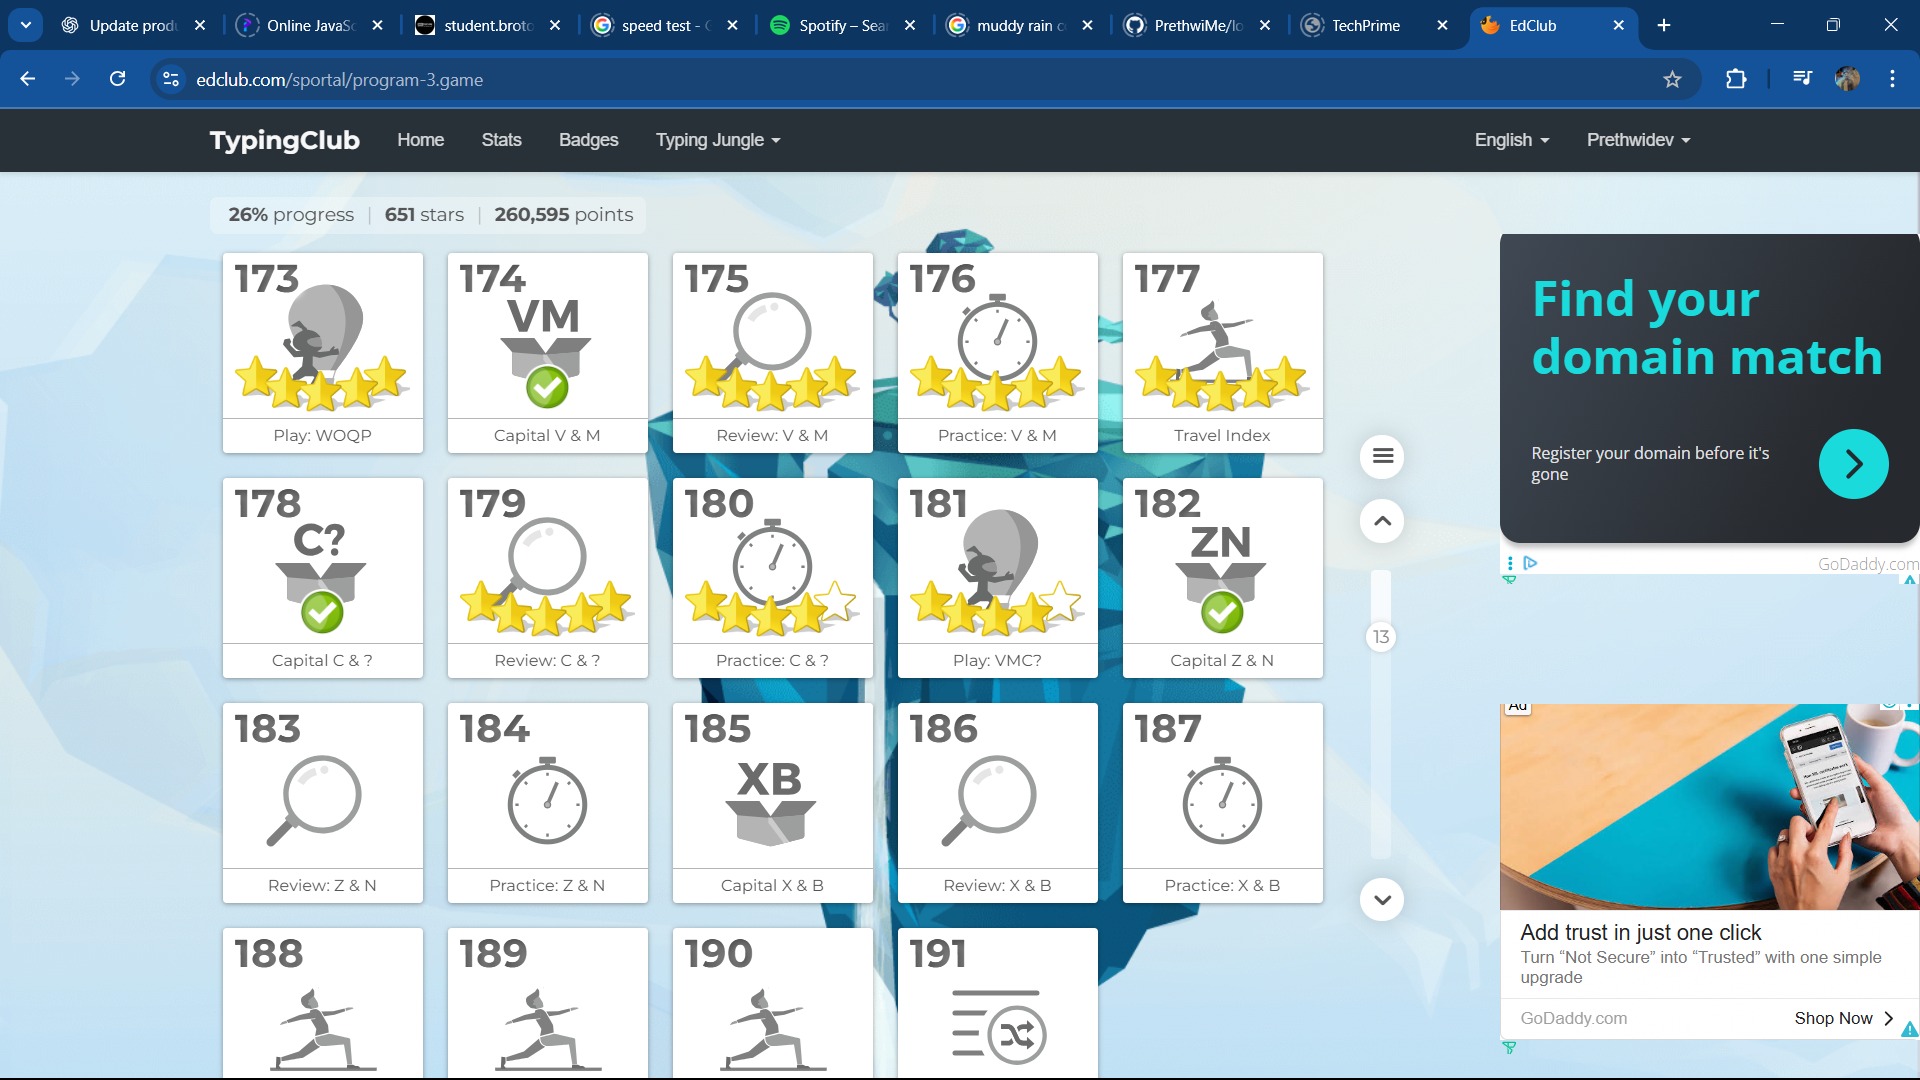 Update produ
Online JavaSc
student.broto
speed test - G
Spotify – Sear
muddy rain c
PrethwiMe/lo
TechPrime
EdClub
edclub.com/sportal/program-3.game
TypingClub
Home
Stats
Badges
Typing Jungle
English
Prethwidev
26% progress | 651 stars | 260,595 points
173
Play: WOQP
174
VM
Capital V & M
175
Review: V & M
176
Practice: V & M
177
Travel Index
178
C?
Capital C & ?
179
Review: C & ?
180
Practice: C & ?
181
Play: VMC?
182
ZN
Capital Z & N
183
Review: Z & N
184
Practice: Z & N
185
XB
Capital X & B
186
Review: X & B
187
Practice: X & B
188
189
190
191
13
Find your
domain match
Register your domain before it's
gone
GoDaddy.com
Ad
Add trust in just one click
Turn “Not Secure” into “Trusted” with one simple
upgrade
GoDaddy.com
Shop Now